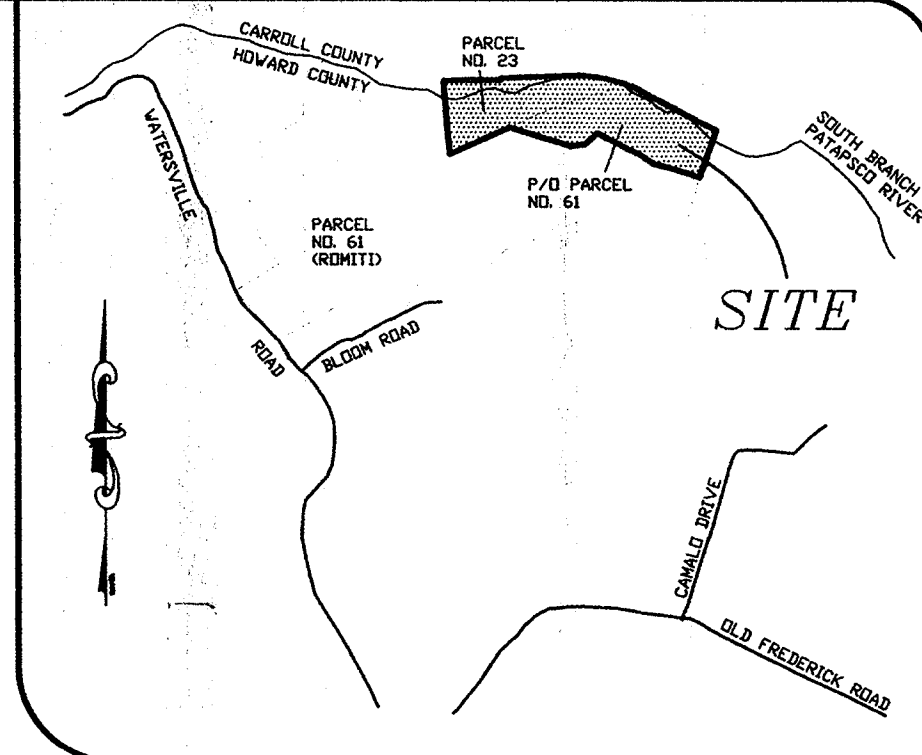 CARROLL COUNTY
HOWARD COUNTY
PARCEL
NO. 23
SOUTH BRANCH
PATAPSCO RIVER
WATERSVILLE
P/O PARCEL
NO. 61
PARCEL
NO. 61
(ROMITI)
SITE
ROAD
BLOOM ROAD
CAMALO DRIVE
OLD FREDERICK ROAD